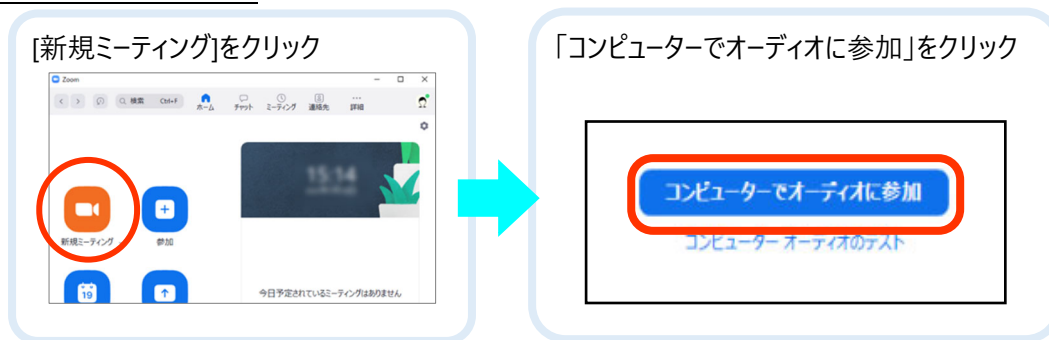 [新規ミーティング]をクリック
Zoom
検索 Ctrl+F
ホーム チャット ミーティング 連絡先 詳細
15:14
新規ミーティング 参加
19
今日予定されているミーティングはありません
「コンピューターでオーディオに参加」をクリック
コンピューターでオーディオに参加
コンピューター オーディオのテスト